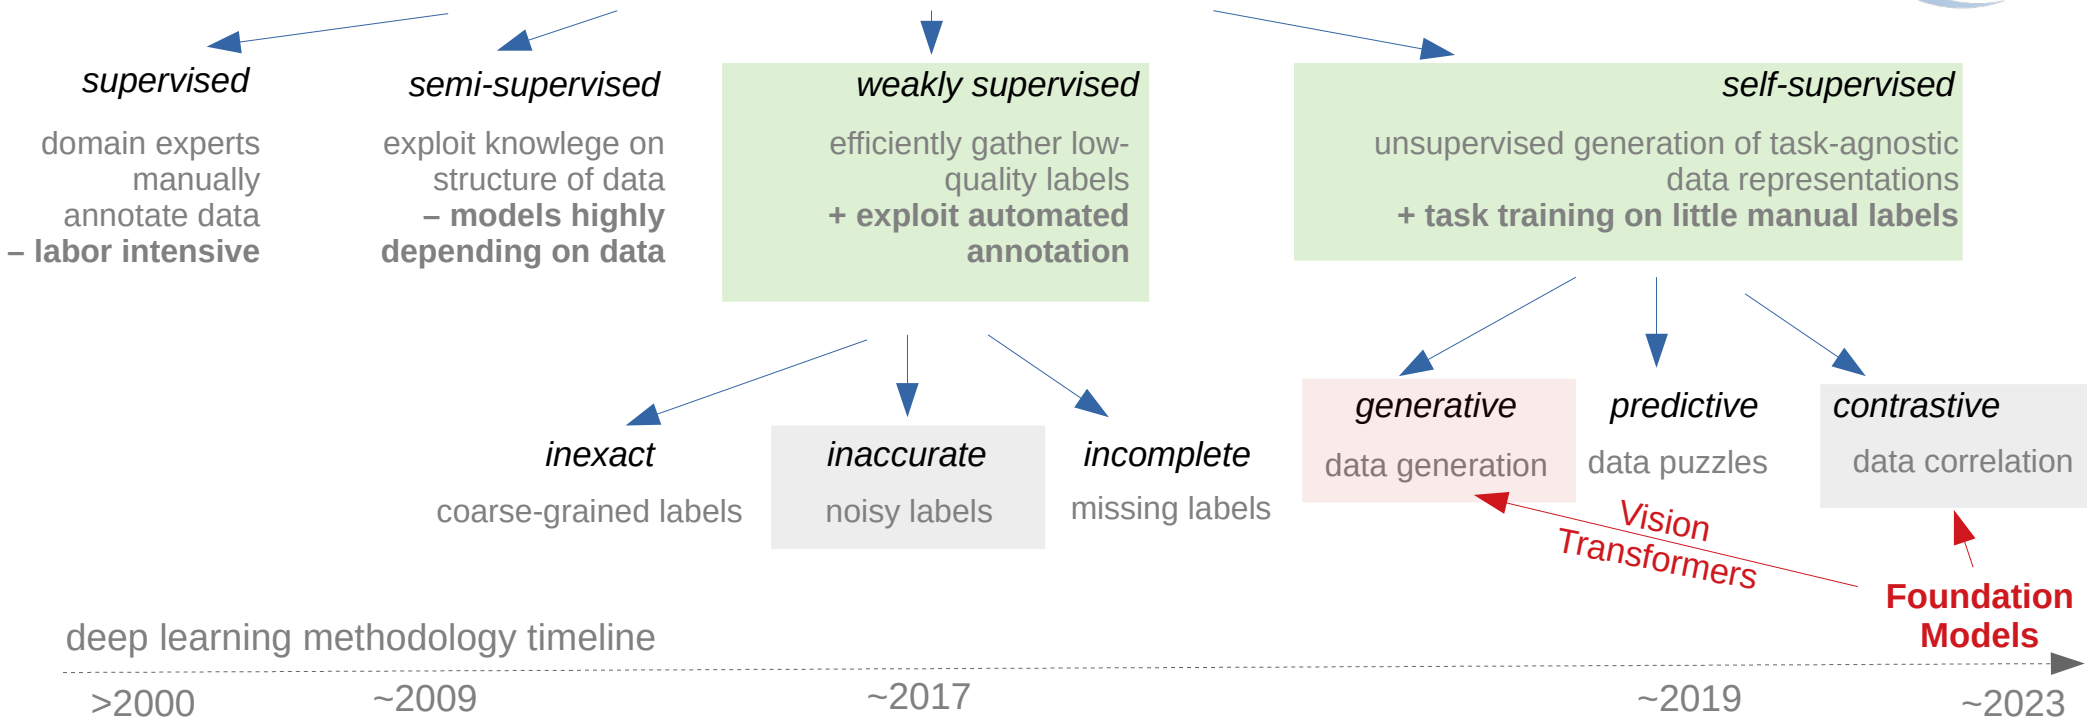 supervised
domain experts
manually
annotate data
– labor intensive
semi-supervised
exploit knowlege on
structure of data
– models highly
depending on data
weakly supervised
efficiently gather low-
quality labels
+ exploit automated
annotation
self-supervised
unsupervised generation of task-agnostic
data representations
+ task training on little manual labels
inexact
coarse-grained labels
inaccurate
noisy labels
incomplete
missing labels
generative
data generation
predictive
data puzzles
contrastive
data correlation
Vision
Transformers
Foundation
Models
deep learning methodology timeline
>2000
~2009
~2017
~2019
~2023